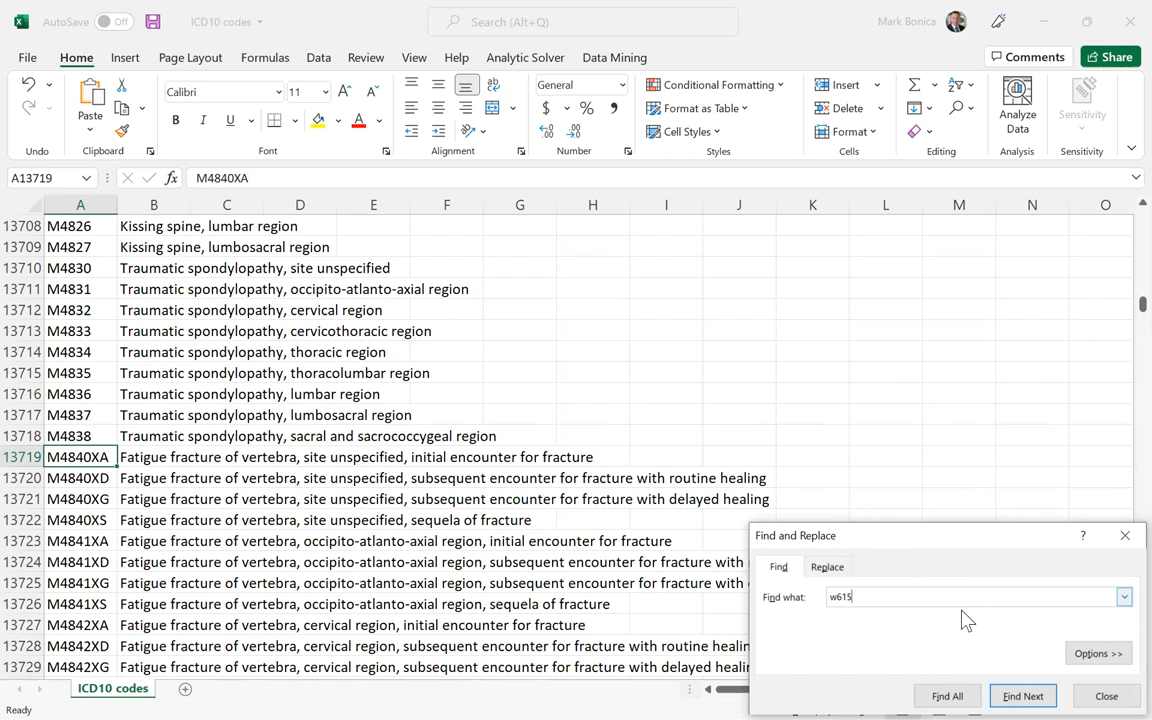 AutoSave Off ICD10 codes Search (Alt+Q) Mark Bonica
File Home Insert Page Layout Formulas Data Review View Help Analytic Solver Data Mining Comments Share
Paste
Calibri 11
B I U A
General
$ % ,
Conditional Formatting
Format as Table
Cell Styles
Insert
Delete
Format
Analyze Data
Sensitivity
Undo Clipboard Font Alignment Number Styles Cells Editing Analysis Sensitivity
A13719 fx M4840XA
A B C D E F G H I J K L M N O
13708 M4826 Kissing spine, lumbar region
13709 M4827 Kissing spine, lumbosacral region
13710 M4830 Traumatic spondylopathy, site unspecified
13711 M4831 Traumatic spondylopathy, occipito-atlanto-axial region
13712 M4832 Traumatic spondylopathy, cervical region
13713 M4833 Traumatic spondylopathy, cervicothoracic region
13714 M4834 Traumatic spondylopathy, thoracic region
13715 M4835 Traumatic spondylopathy, thoracolumbar region
13716 M4836 Traumatic spondylopathy, lumbar region
13717 M4837 Traumatic spondylopathy, lumbosacral region
13718 M4838 Traumatic spondylopathy, sacral and sacrococcygeal region
13719 M4840XA Fatigue fracture of vertebra, site unspecified, initial encounter for fracture
13720 M4840XD Fatigue fracture of vertebra, site unspecified, subsequent encounter for fracture with routine healing
13721 M4840XG Fatigue fracture of vertebra, site unspecified, subsequent encounter for fracture with delayed healing
13722 M4840XS Fatigue fracture of vertebra, site unspecified, sequela of fracture
13723 M4841XA Fatigue fracture of vertebra, occipito-atlanto-axial region, initial encounter for fracture
13724 M4841XD Fatigue fracture of vertebra, occipito-atlanto-axial region, subsequent encounter for fracture with
13725 M4841XG Fatigue fracture of vertebra, occipito-atlanto-axial region, subsequent encounter for fracture with
13726 M4841XS Fatigue fracture of vertebra, occipito-atlanto-axial region, sequela of fracture
13727 M4842XA Fatigue fracture of vertebra, cervical region, initial encounter for fracture
13728 M4842XD Fatigue fracture of vertebra, cervical region, subsequent encounter for fracture with routine
13729 M4842XG Fatigue fracture of vertebra, cervical region, subsequent encounter for fracture with delayed
Find and Replace ?
Find Replace
Find what: w615
Options >>
Find All Find Next Close
ICD10 codes
Ready